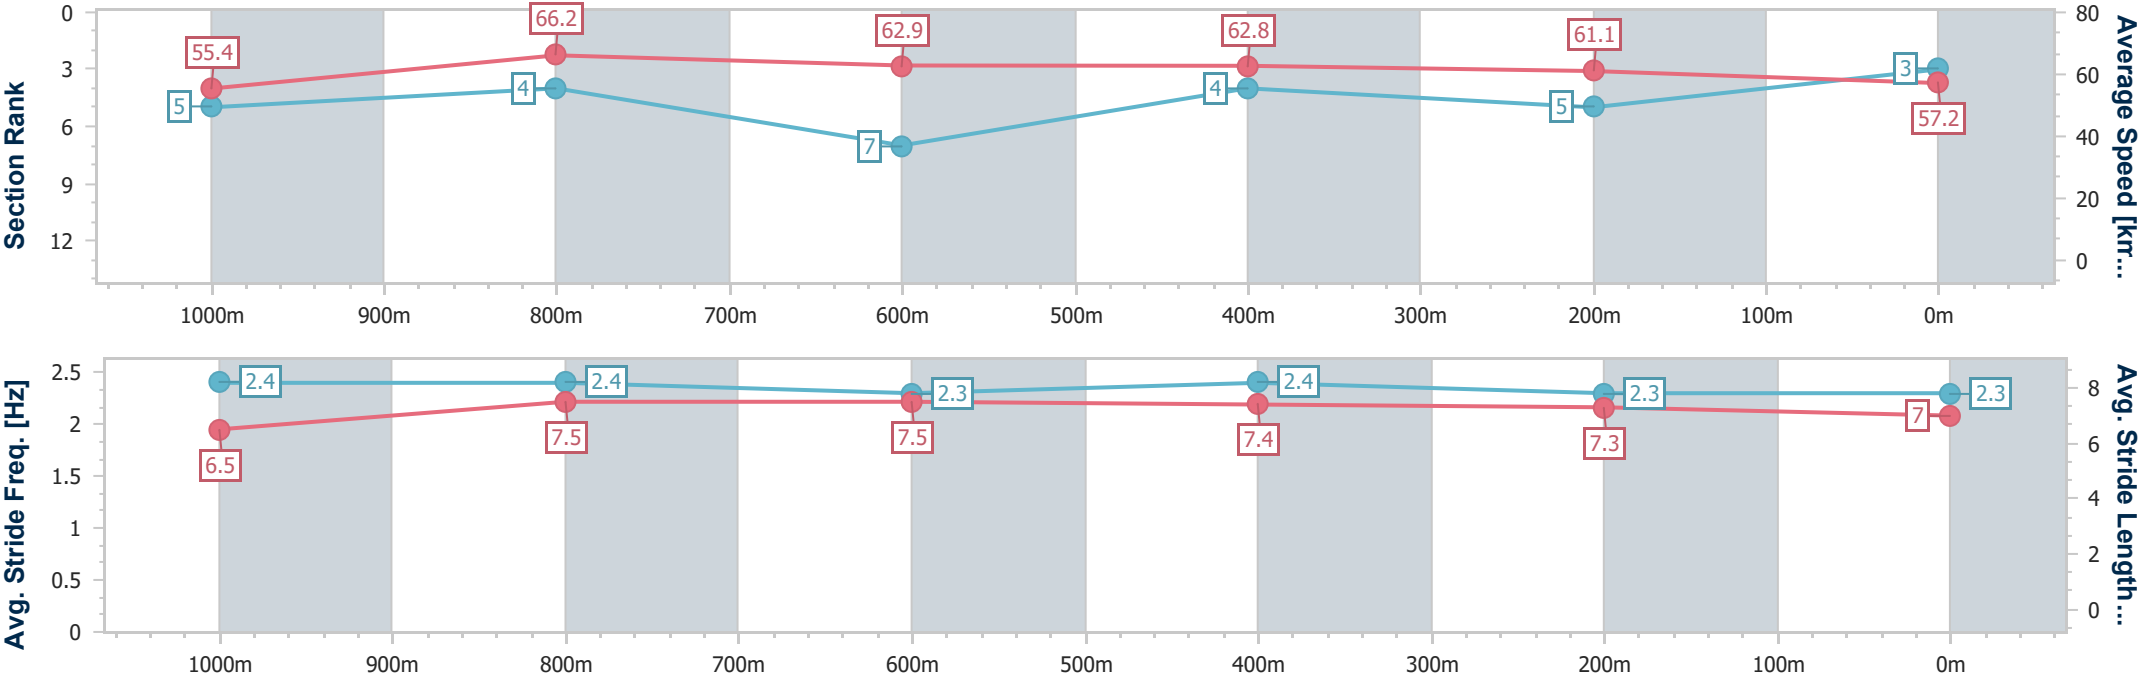 Section Rank
0
3
6
9
12
55.4
66.2
62.9
62.8
61.1
57.2
5
4
7
4
5
3
80
60
40
20
0
Average Speed [km...
1000m
900m
800m
700m
600m
500m
400m
300m
200m
100m
0m
Avg. Stride Freq. [Hz]
2.5
2
1.5
1
0.5
0
2.4
2.4
2.3
2.4
2.3
2.3
6.5
7.5
7.5
7.4
7.3
7
8
6
4
2
0
Avg. Stride Length...
1000m
900m
800m
700m
600m
500m
400m
300m
200m
100m
0m